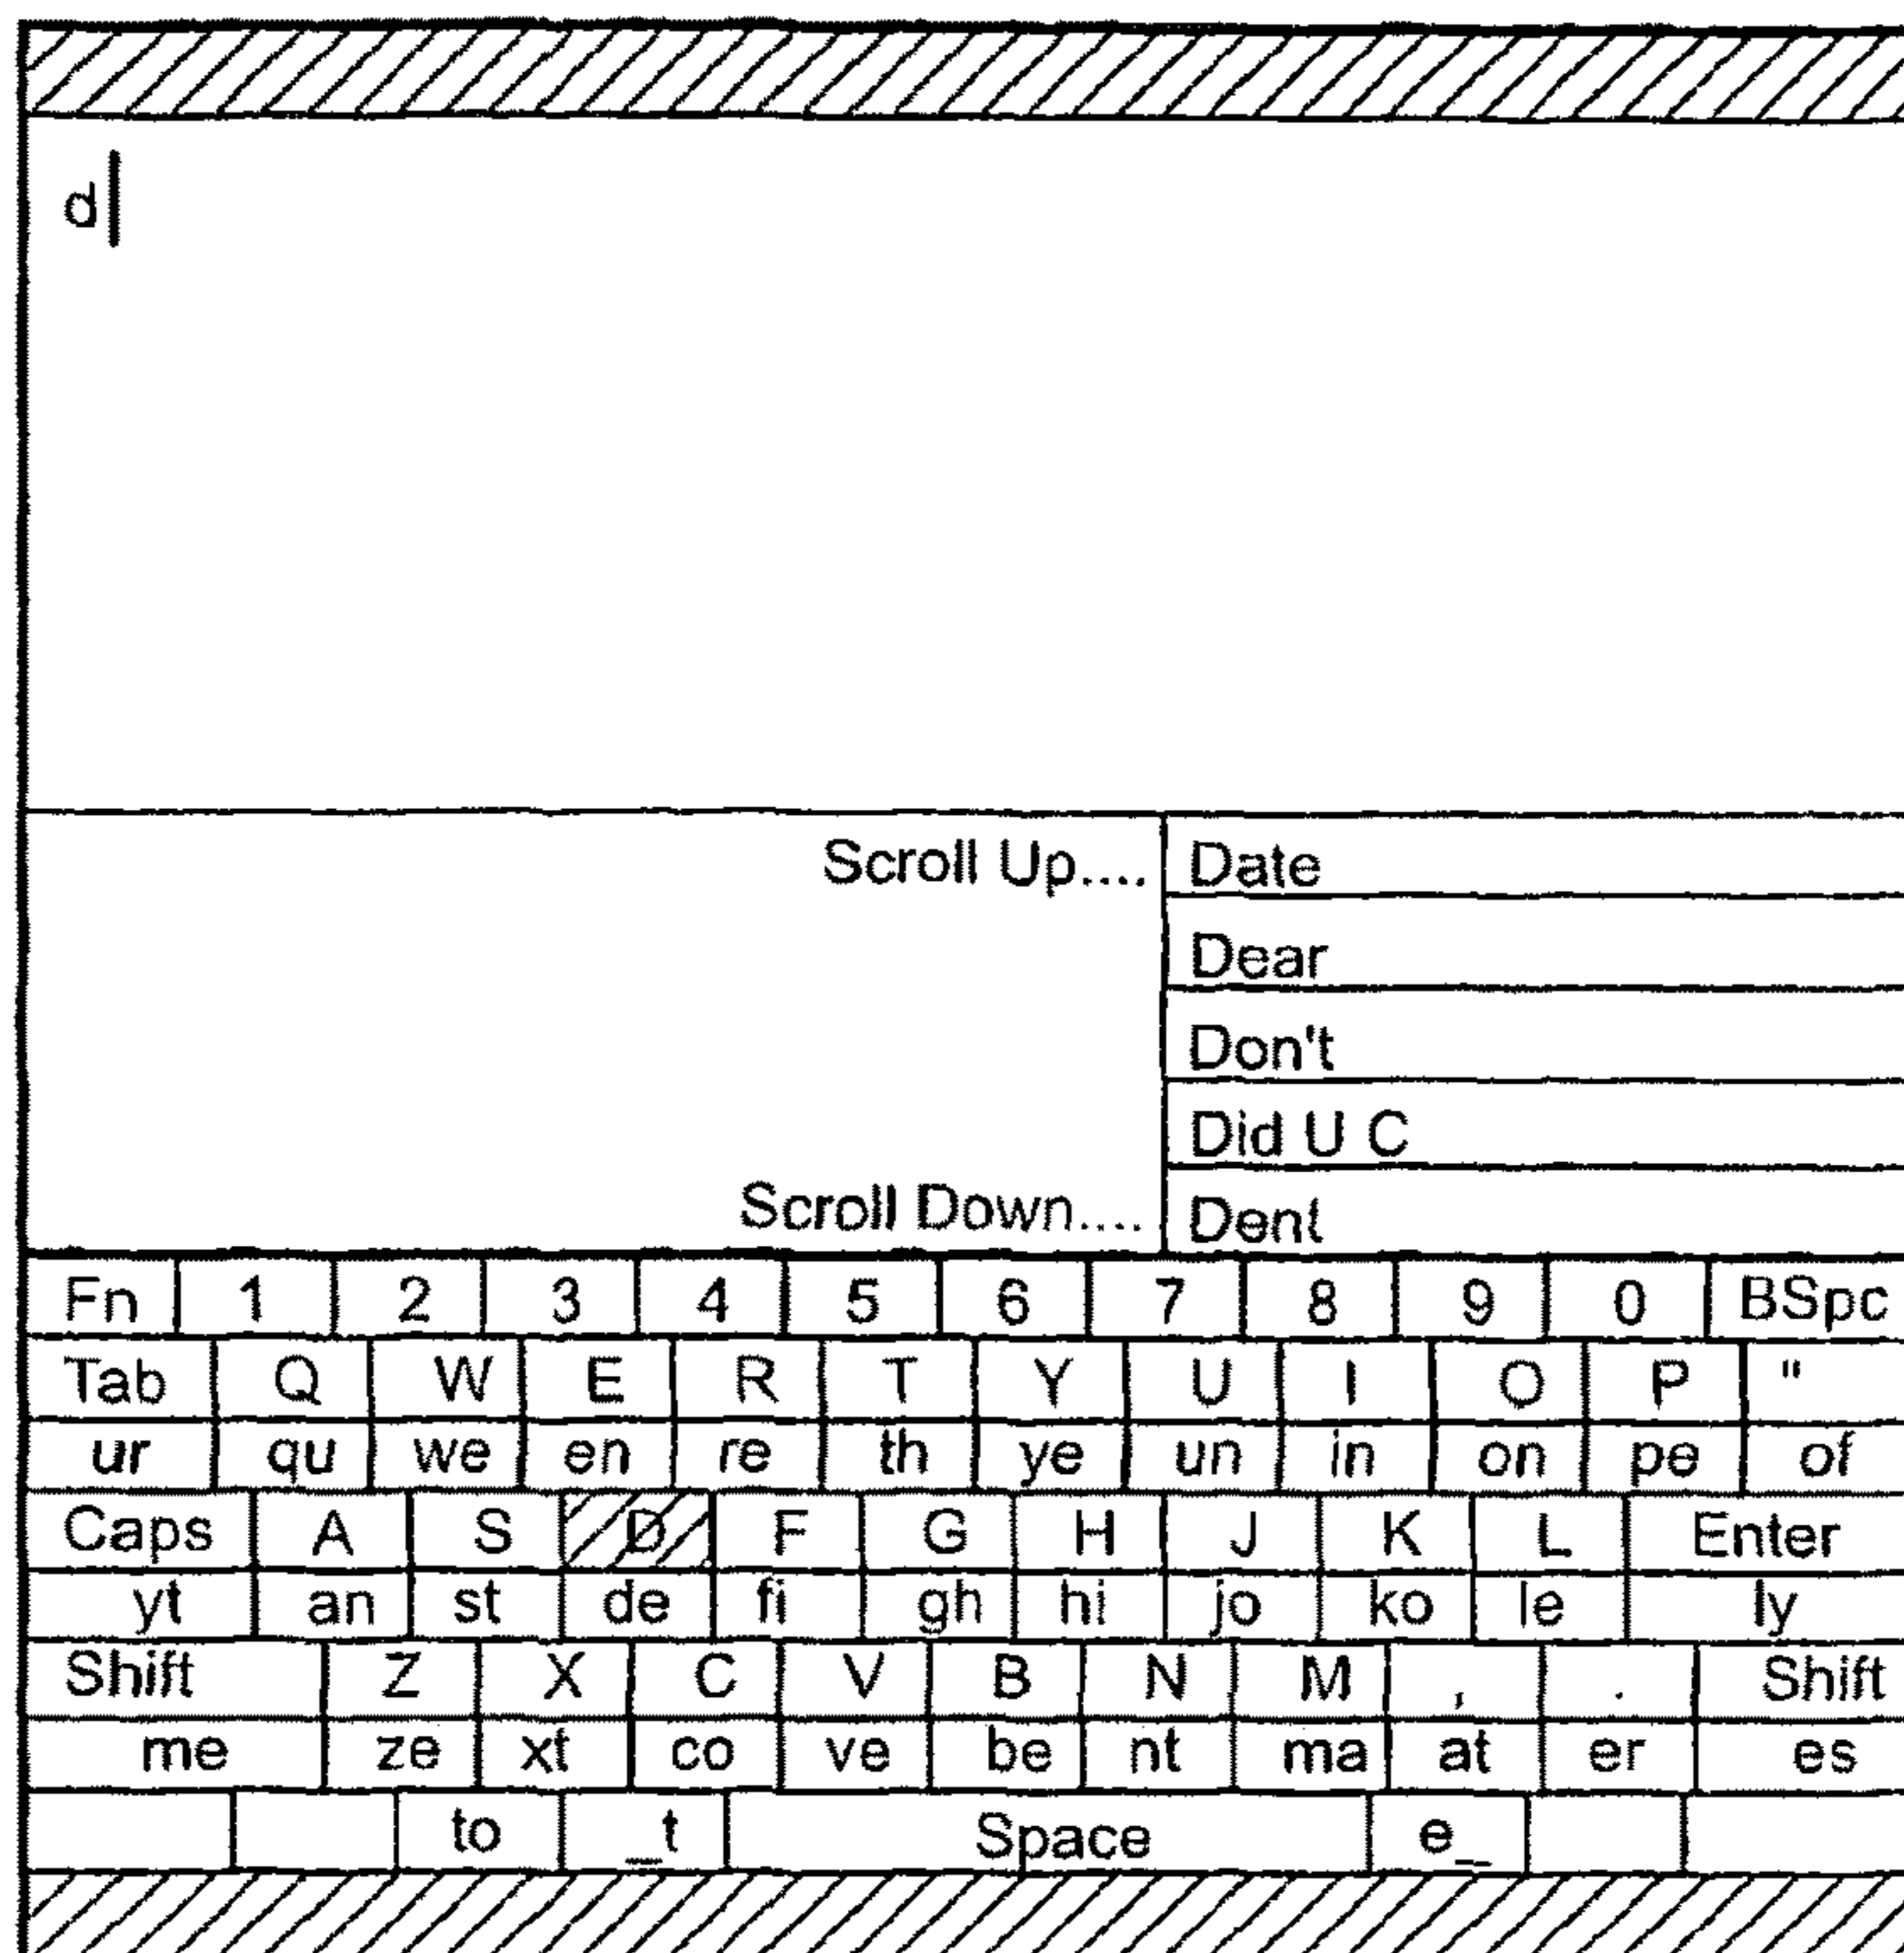 d
Scroll Up.... Date
Dear
Don't
Did U C
Scroll Down.... Dent
Fn 1 2 3 4 5 6 7 8 9 0 BSpc
Tab Q W E R T Y U I O P "
ur qu we en re th ye un in on pe of
Caps A S D F G H J K L Enter
yt an st de fi gh hi jo ko le ly
Shift Z X C V B N M , . Shift
me ze xt co ve be nt ma at er es
to _t Space e_